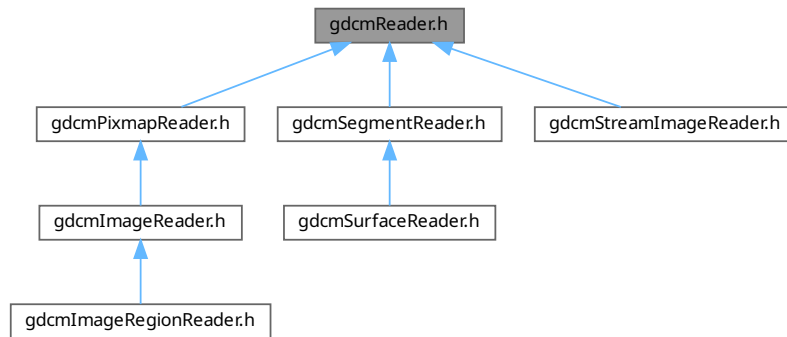 gdcmReader.h
gdcmPixmapReader.h
gdcmSegmentReader.h
gdcmStreamImageReader.h
gdcmImageReader.h
gdcmSurfaceReader.h
gdcmImageRegionReader.h